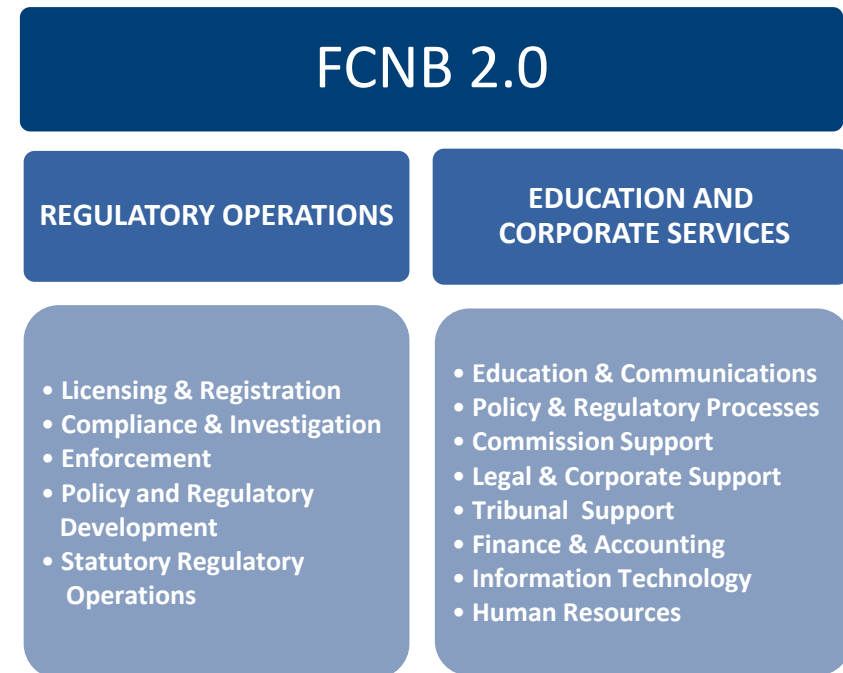 FCNB 2.0
REGULATORY OPERATIONS
• Licensing & Registration
• Compliance & Investigation
• Enforcement
• Policy and Regulatory
Development
• Statutory Regulatory
Operations
EDUCATION AND
CORPORATE SERVICES
• Education & Communications
• Policy & Regulatory Processes
• Commission Support
• Legal & Corporate Support
• Tribunal  Support
• Finance & Accounting
• Information Technology
• Human Resources